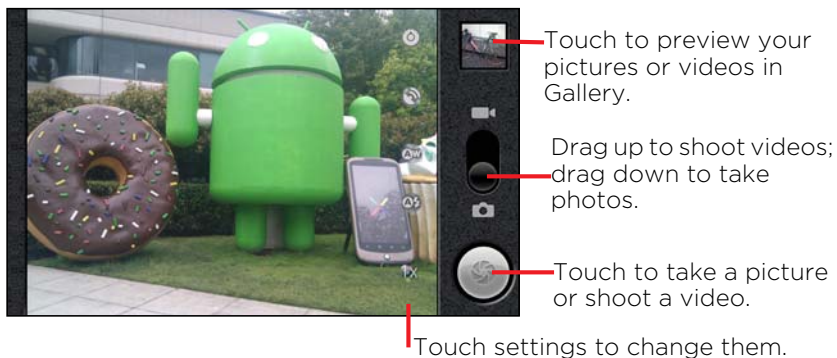 Touch to preview your
pictures or videos in
Gallery.
Drag up to shoot videos;
drag down to take
photos.
1X
Touch to take a picture
or shoot a video.
Touch settings to change them.